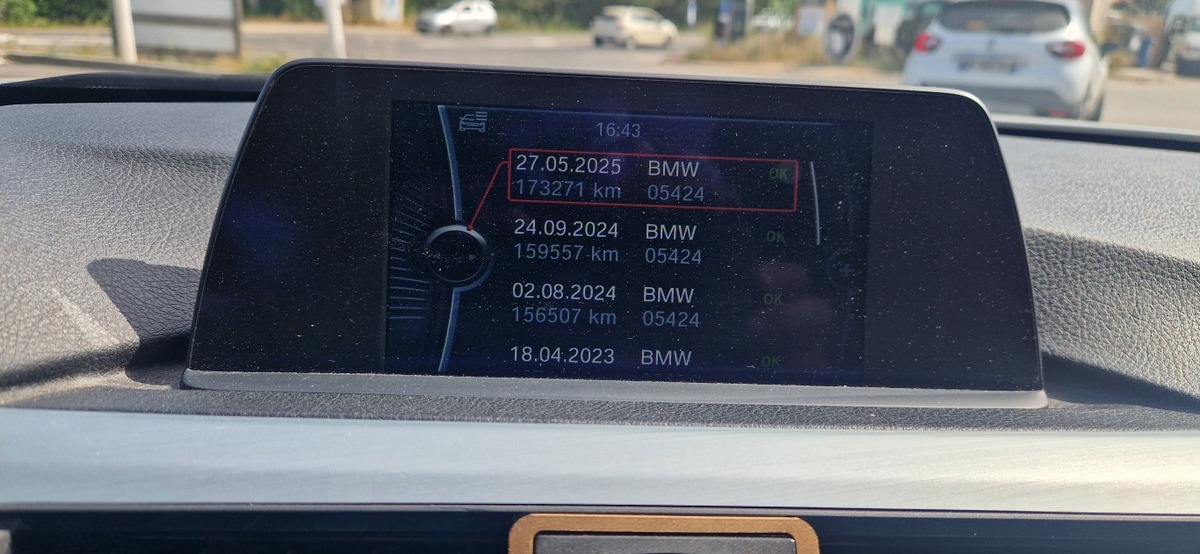 16:43
27.05.2025 BMW OK
173271 km 05424
24.09.2024 BMW OK
159557 km 05424
02.08.2024 BMW OK
156507 km 05424
18.04.2023 BMW OK